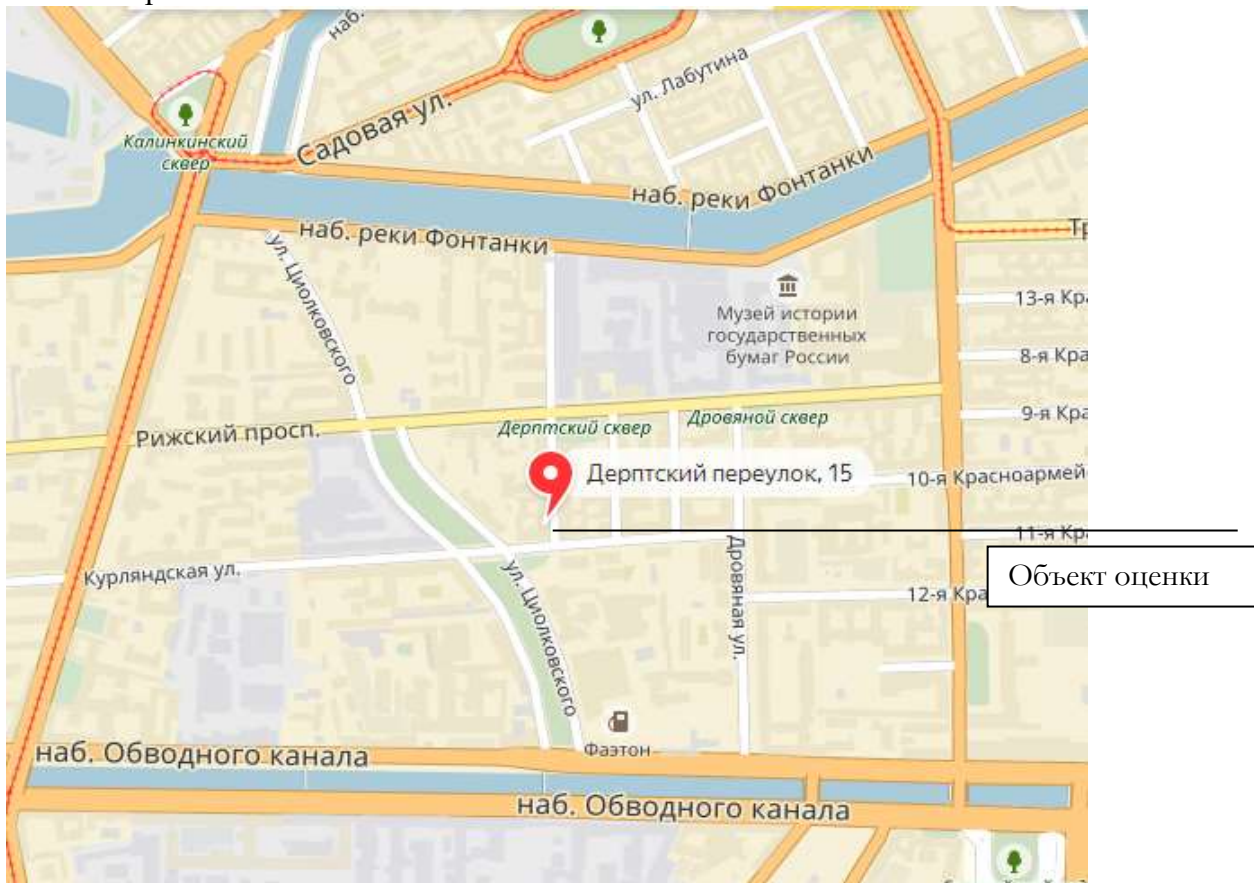 наб.
ул. Лабутина
Садовая ул.
Калинкинский
сквер
наб. реки Фонтанки
наб. реки Фонтанки
ул. Циолковского
Музей истории
государственных
бумаг России
13-я Кра
8-я Кра
9-я Кра
Рижский просп.
Дерптский сквер
Дровяной сквер
Дерптский переулок, 15
10-я Красноармей
11-я Кр
Объект оценки
Курляндская ул.
ул. Циолковского
Дровяная ул.
12-я Кра
Фаэтон
наб. Обводного канала
наб. Обводного канала